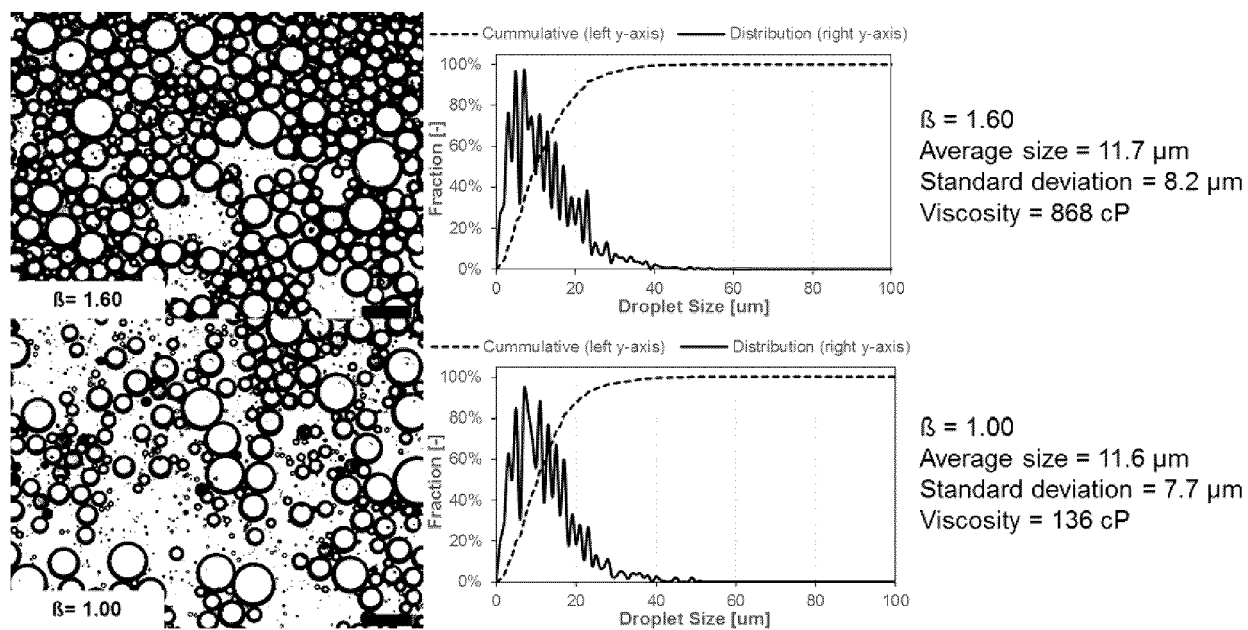 Cummulative (left y-axis) Distribution (right y-axis)
Fraction [-]
100%
80%
60%
40%
20%
0%
0 20 40 60 80 100
Droplet Size [um]
ß= 1.60
ß = 1.60
Average size = 11.7 µm
Standard deviation = 8.2 µm
Viscosity = 868 cP
Cummulative (left y-axis) Distribution (right y-axis)
Fraction [-]
100%
80%
60%
40%
20%
0%
0 20 40 60 80 100
Droplet Size [um]
ß= 1.00
ß = 1.00
Average size = 11.6 µm
Standard deviation = 7.7 µm
Viscosity = 136 cP